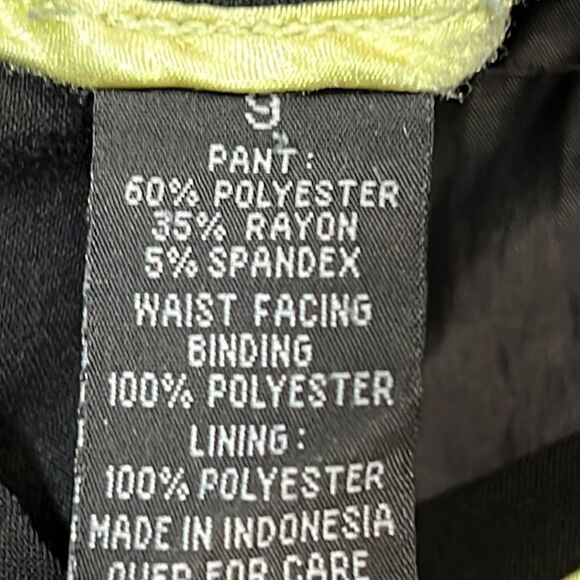 9
PANT:
60% POLYESTER
35% RAYON
5% SPANDEX
WAIST FACING
BINDING
100% POLYESTER
LINING:
100% POLYESTER
MADE IN INDONESIA
OVER FOR CARE